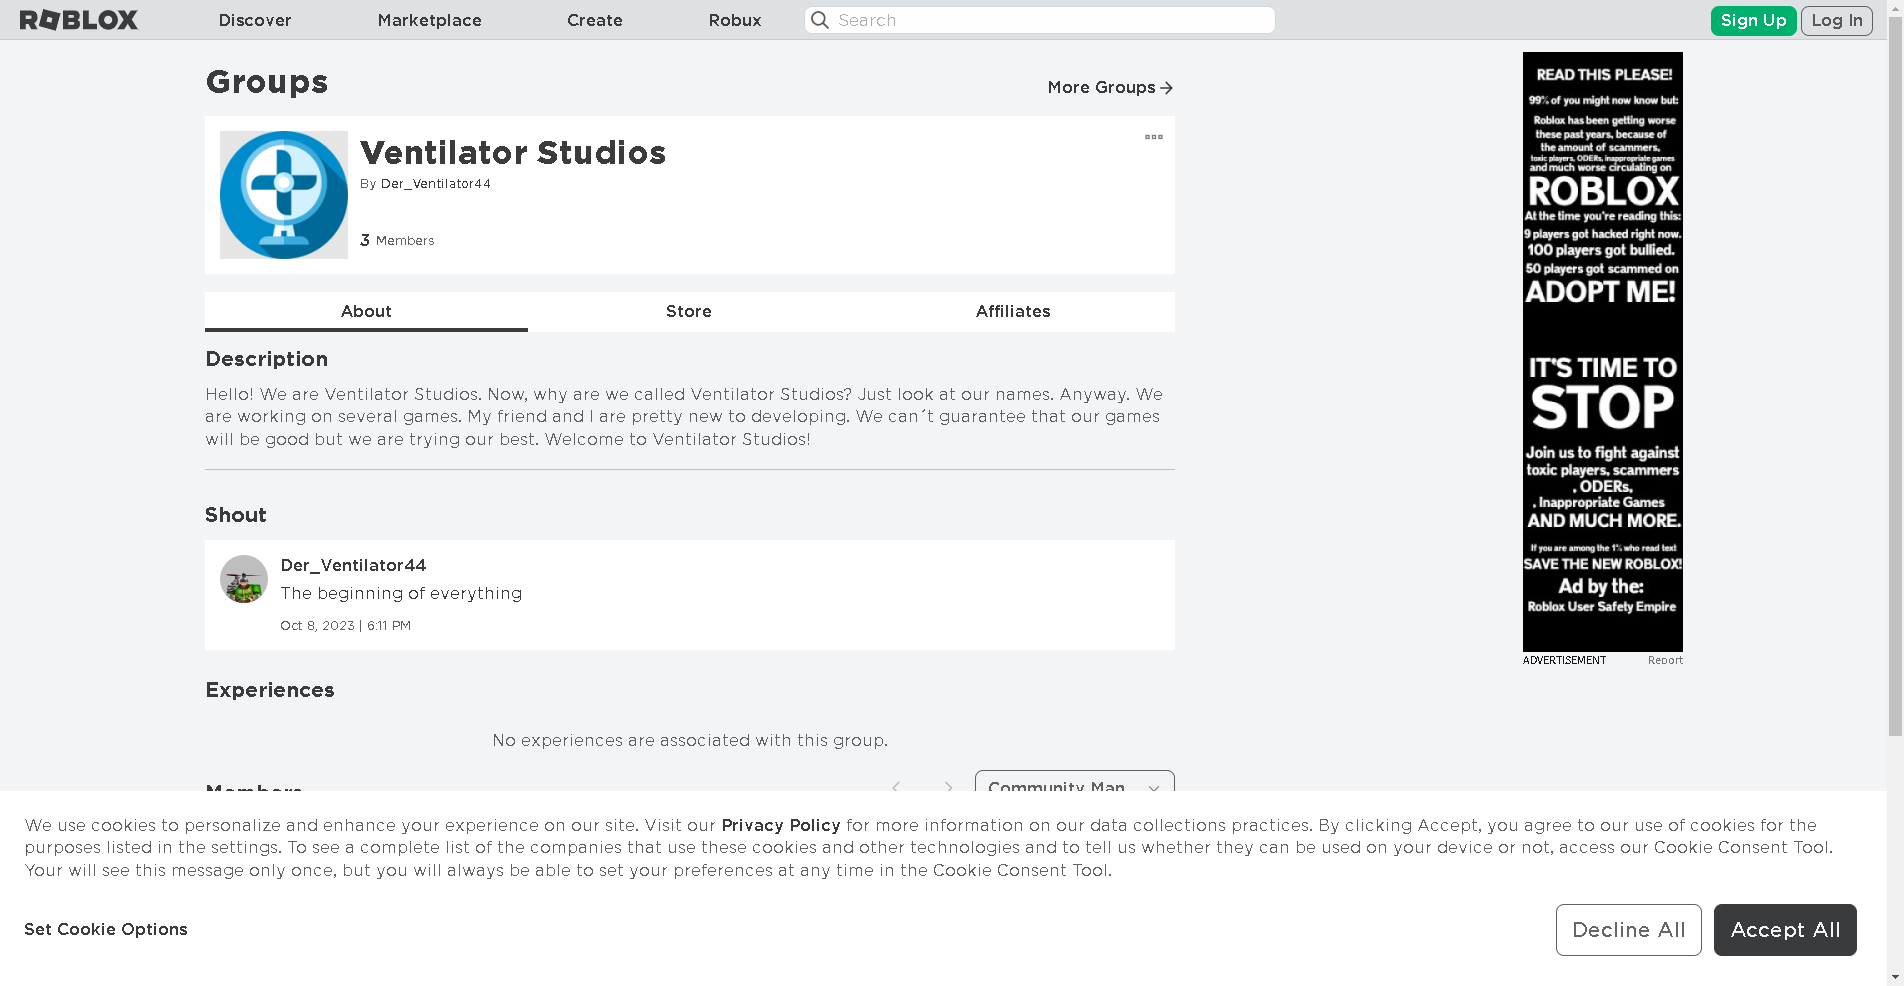 ROBLOX
Discover
Marketplace
Create
Robux
Search
Sign Up
Log In
Groups
More Groups
Ventilator Studios
By Der_Ventilator44
3 Members
About
Store
Affiliates
Description
Hello! We are Ventilator Studios. Now, why are we called Ventilator Studios? Just look at our names. Anyway. We
are working on several games. My friend and I are pretty new to developing. We can´t guarantee that our games
will be good but we are trying our best. Welcome to Ventilator Studios!
Shout
Der_Ventilator44
The beginning of everything
Oct 8, 2023 | 6:11 PM
Experiences
No experiences are associated with this group.
Members
Community Man...
READ THIS PLEASE!
99% of you might now know but:
Roblox has been getting worse
these past years, because of
the amount of scammers,
toxic players, ODERs, inappropriate games
and much worse circulating on
ROBLOX
At the time you're reading this:
9 players got hacked right now.
100 players got bullied.
50 players got scammed on
ADOPT ME!
IT'S TIME TO
STOP
Join us to fight against
toxic players, scammers
, ODERs,
, Inappropriate Games
AND MUCH MORE.
If you are among the 1% who read text
SAVE THE NEW ROBLOX!
Ad by the:
Roblox User Safety Empire
ADVERTISEMENT
Report
We use cookies to personalize and enhance your experience on our site. Visit our Privacy Policy for more information on our data collections practices. By clicking Accept, you agree to our use of cookies for the
purposes listed in the settings. To see a complete list of the companies that use these cookies and other technologies and to tell us whether they can be used on your device or not, access our Cookie Consent Tool.
Your will see this message only once, but you will always be able to set your preferences at any time in the Cookie Consent Tool.
Set Cookie Options
Decline All
Accept All